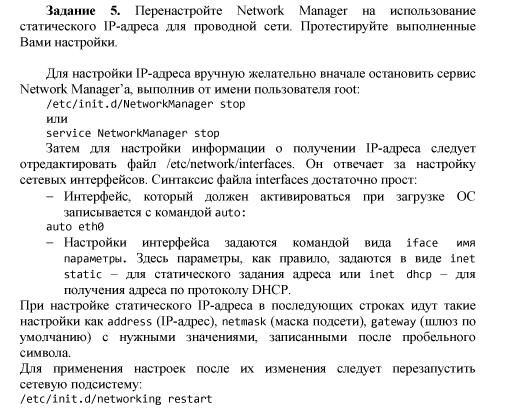 Задание 5. Перенастройте Network Manager на использование
статического IP-адреса для проводной сети. Протестируйте выполненные
Вами настройки.
Для настройки IP-адреса вручную желательно вначале остановить сервис
Network Manager’а, выполнив от имени пользователя root:
/etc/init.d/NetworkManager stop
или
service NetworkManager stop
Затем для настройки информации о получении IP-адреса следует
отредактировать файл /etc/network/interfaces. Он отвечает за настройку
сетевых интерфейсов. Синтаксис файла interfaces достаточно прост:
− Интерфейс, который должен активироваться при загрузке ОС
записывается с командой auto:
auto eth0
− Настройки интерфейса задаются командой вида iface имя
параметры. Здесь параметры, как правило, задаются в виде inet
static – для статического задания адреса или inet dhcp – для
получения адреса по протоколу DHCP.
При настройке статического IP-адреса в последующих строках идут такие
настройки как address (IP-адрес), netmask (маска подсети), gateway (шлюз по
умолчанию) с нужными значениями, записанными после пробельного
символа.
Для применения настроек после их изменения следует перезапустить
сетевую подсистему:
/etc/init.d/networking restart